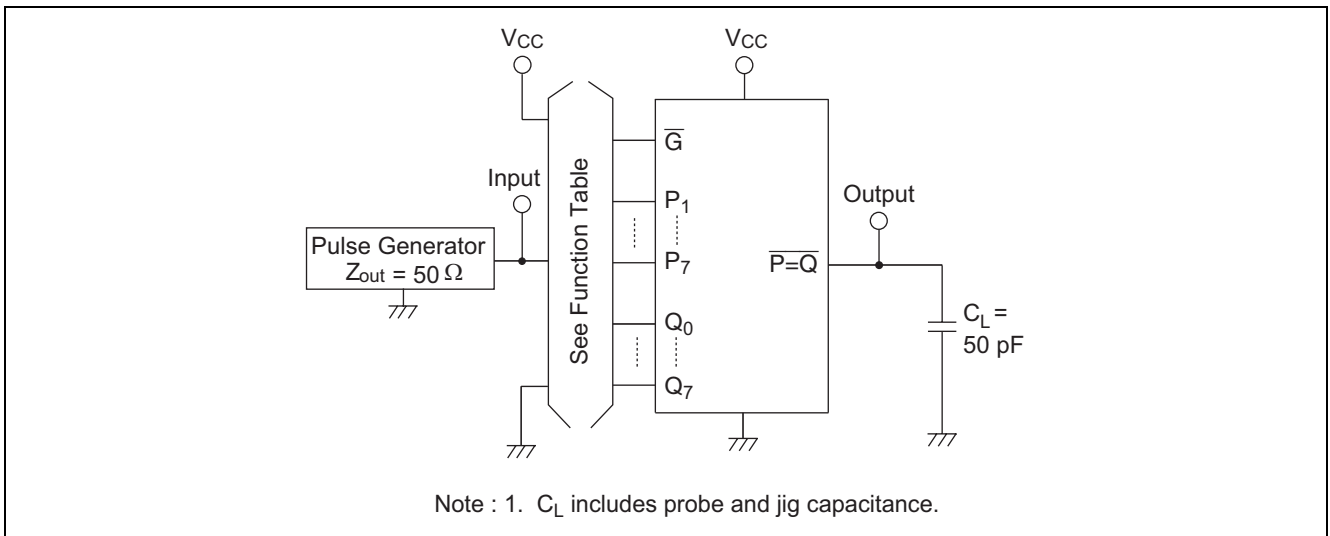 VCC
VCC
G
Input
P1
Output
Pulse Generator
Zout = 50 Ω
See Function Table
P7
P=Q
Q0
CL =
50 pF
Q7
Note : 1. CL includes probe and jig capacitance.